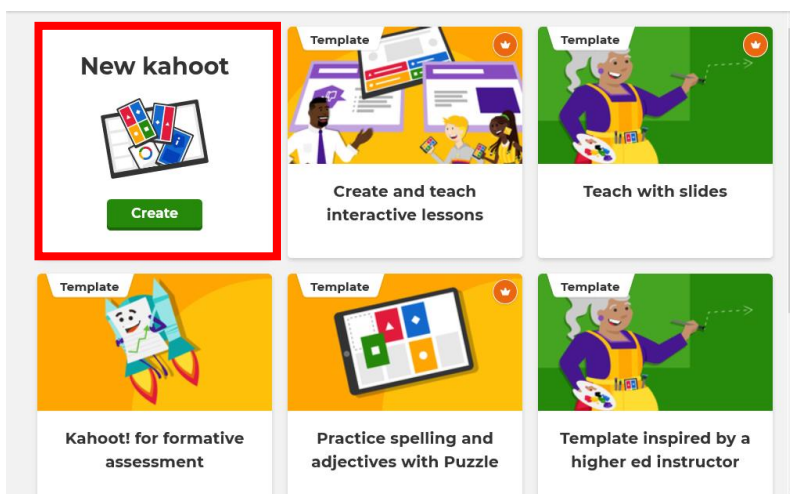 New kahoot
Create
Template
Create and teach
interactive lessons
Template
Teach with slides
Template
Kahoot! for formative
assessment
Template
Practice spelling and
adjectives with Puzzle
Template
Template inspired by a
higher ed instructor